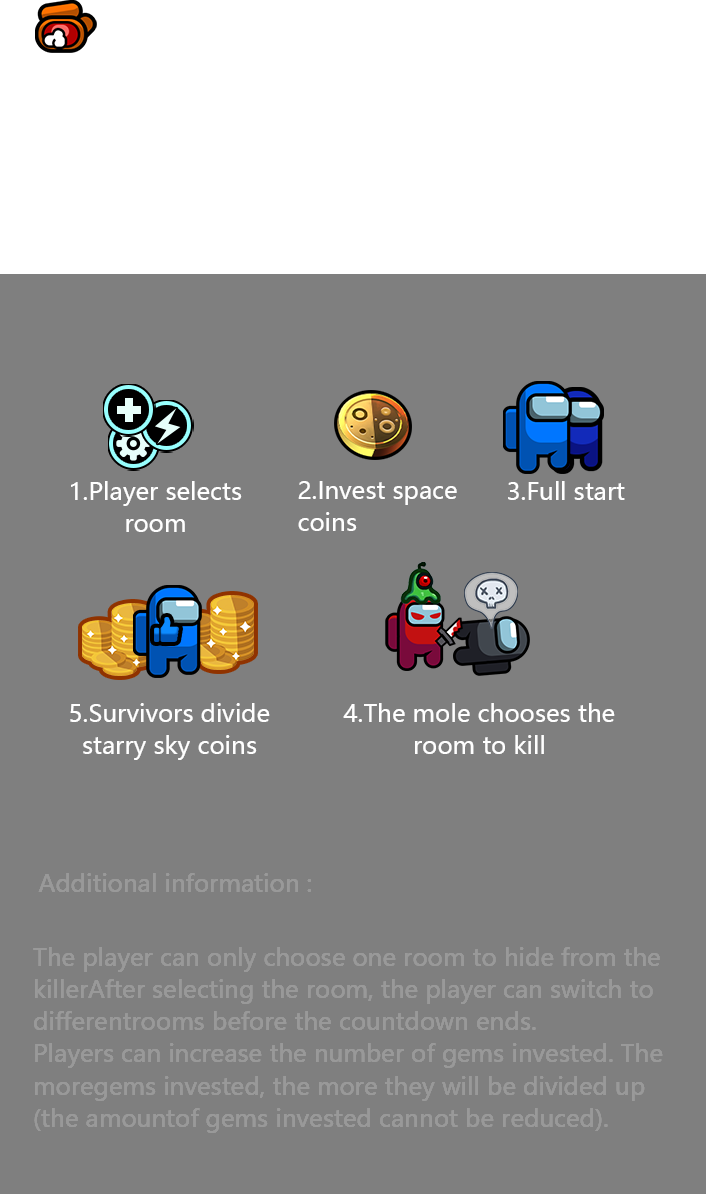 1.Player selects
room
2.Invest space
coins
3.Full start
5.Survivors divide
starry sky coins
4.The mole chooses the
room to kill
Additional information :
The player can only choose one room to hide from the
killerAfter selecting the room, the player can switch to
differentrooms before the countdown ends.
Players can increase the number of gems invested. The
moregems invested, the more they will be divided up
(the amountof gems invested cannot be reduced).